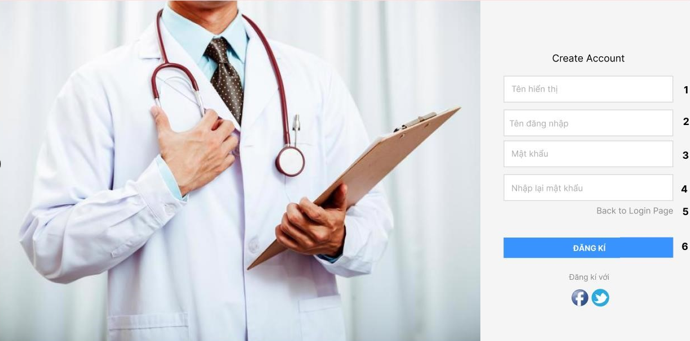 Create Account
Tên hiển thị 1
Tên đăng nhập 2
Mật khẩu 3
Nhập lại mật khẩu 4
Back to Login Page 5
ĐĂNG KÍ 6
Đăng kí với